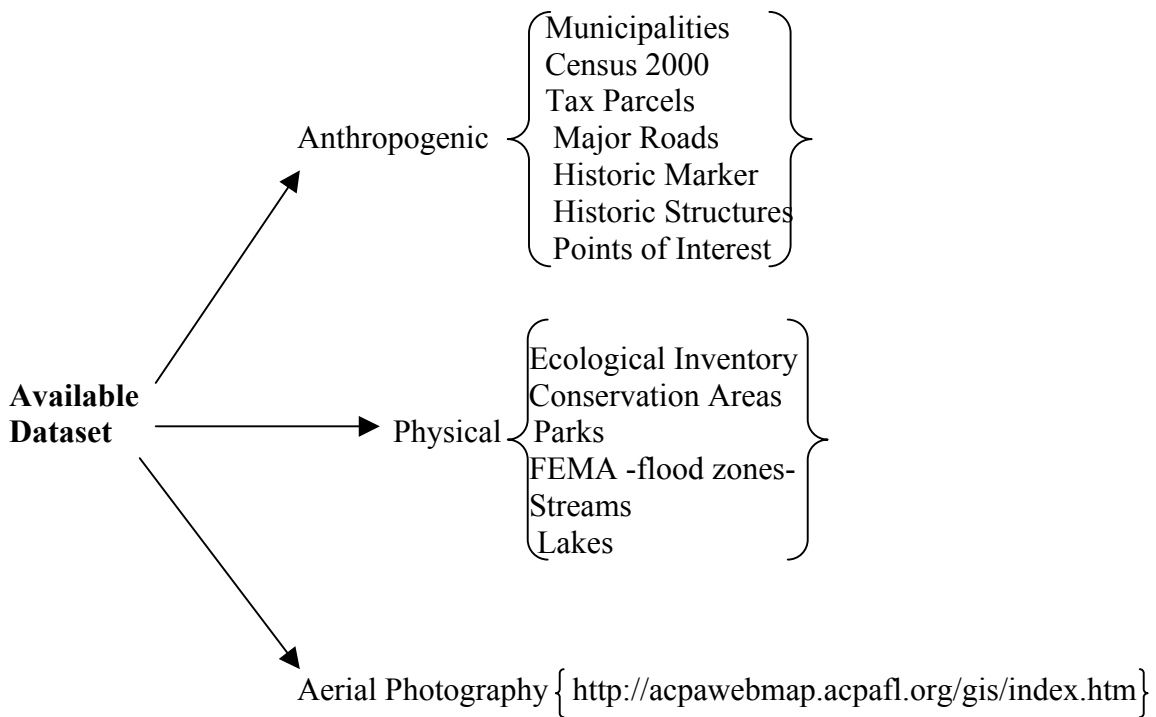 Municipalities
Census 2000
Tax Parcels
Anthropogenic
Major Roads
Historic Marker
Historic Structures
Points of Interest
Ecological Inventory
Available
Conservation Areas
Dataset
Physical
Parks
FEMA -flood zones-
Streams
Lakes
Aerial Photography { http://acpawebmap.acpafl.org/gis/index.htm}